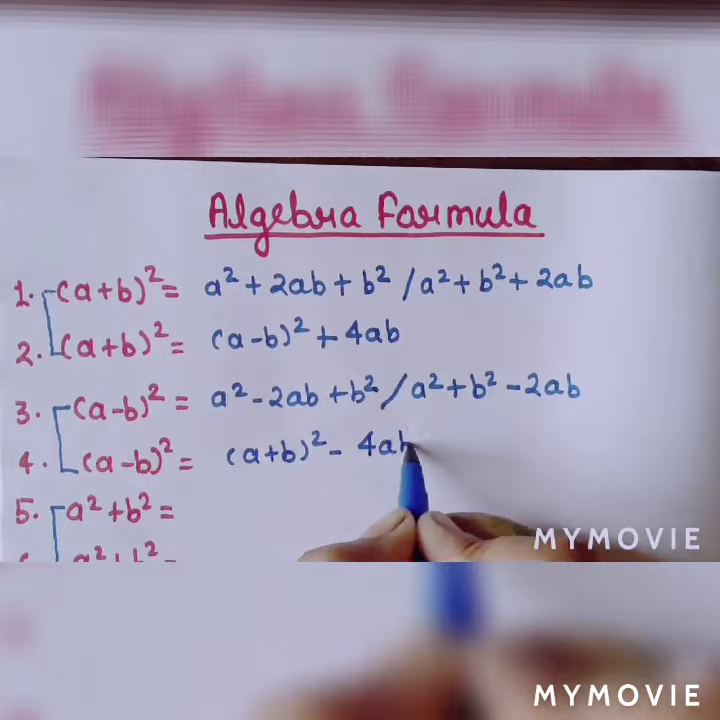 Algebra Formula
1. (a+b)² = a² + 2ab + b² / a² + b² + 2ab
2. (a+b)² = (a-b)² + 4ab
3. (a-b)² = a² - 2ab + b² / a² + b² - 2ab
4. (a-b)² = (a+b)² - 4ab
5. a² + b² =
MYMOVIE
MYMOVIE